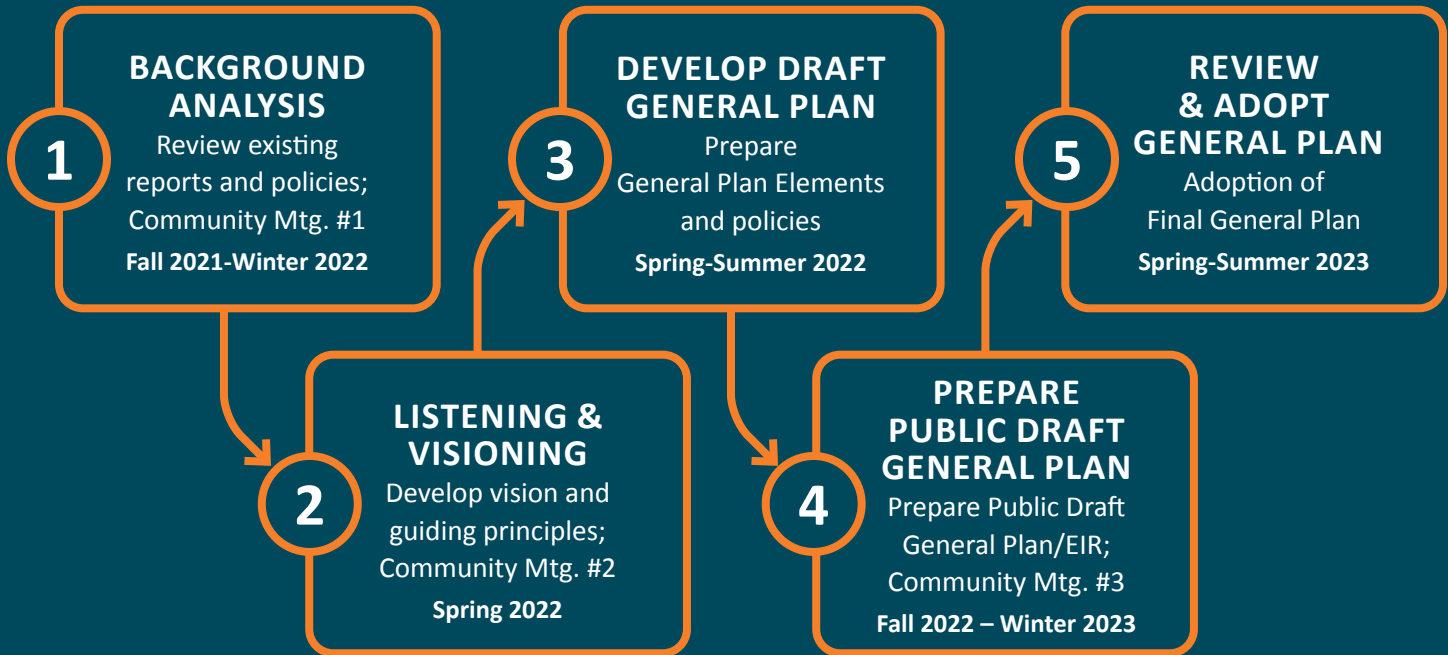 1
BACKGROUND
ANALYSIS
Review existing
reports and policies;
Community Mtg. #1
Fall 2021-Winter 2022
2
LISTENING &
VISIONING
Develop vision and
guiding principles;
Community Mtg. #2
Spring 2022
3
DEVELOP DRAFT
GENERAL PLAN
Prepare
General Plan Elements
and policies
Spring-Summer 2022
4
PREPARE
PUBLIC DRAFT
GENERAL PLAN
Prepare Public Draft
General Plan/EIR;
Community Mtg. #3
Fall 2022 – Winter 2023
5
REVIEW
& ADOPT
GENERAL PLAN
Adoption of
Final General Plan
Spring-Summer 2023